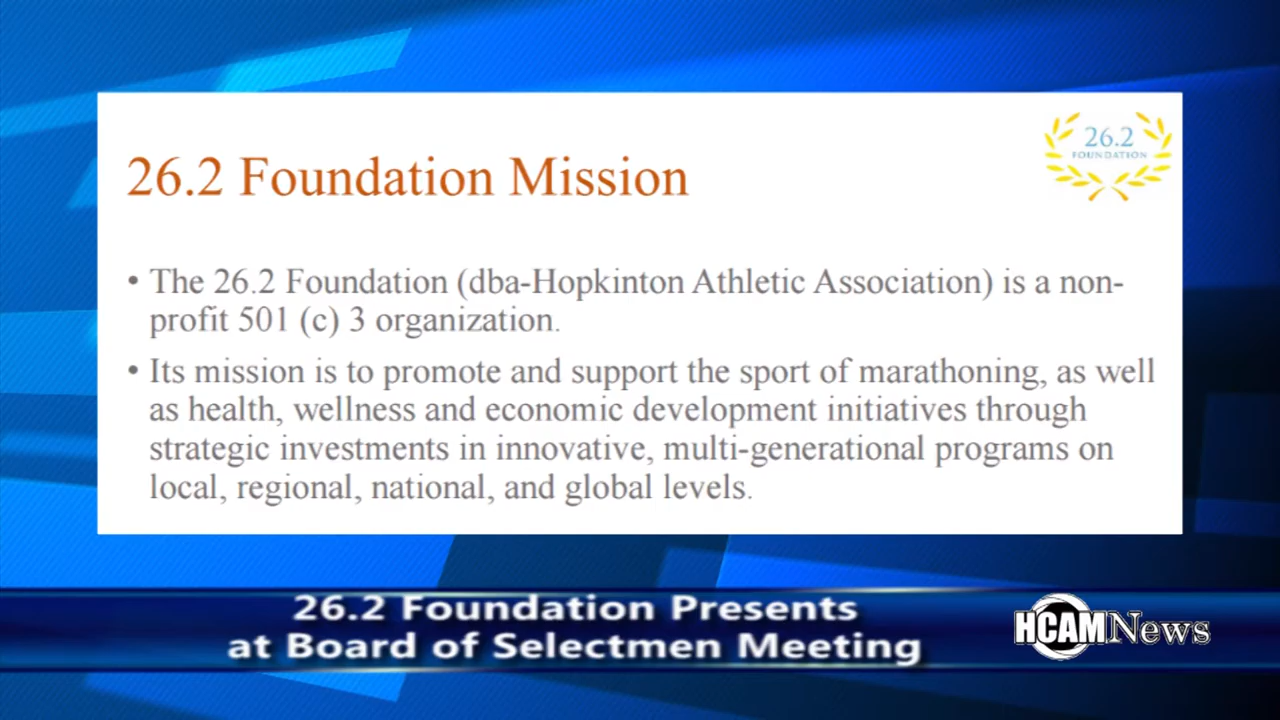 26.2
FOUNDATION
26.2 Foundation Mission
• The 26.2 Foundation (dba-Hopkinton Athletic Association) is a non-
profit 501 (c) 3 organization.
• Its mission is to promote and support the sport of marathoning, as well
as health, wellness and economic development initiatives through
strategic investments in innovative, multi-generational programs on
local, regional, national, and global levels.
26.2 Foundation Presents
at Board of Selectmen Meeting
HCAMNews